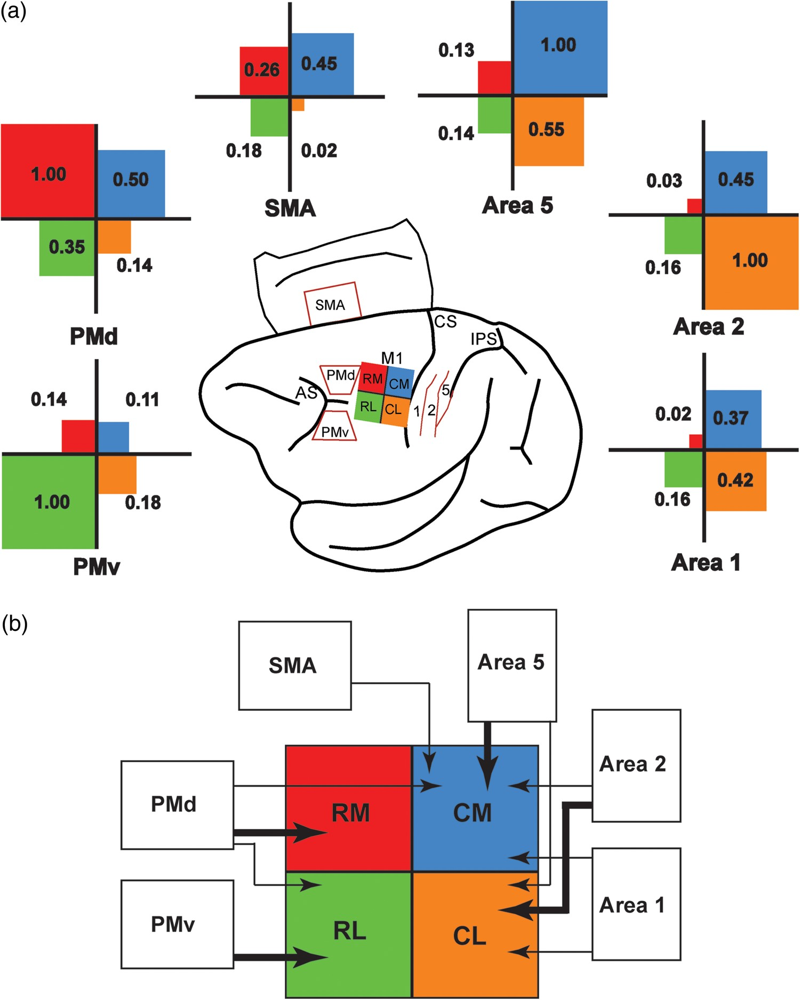 (a)
0.26
0.45
0.18
0.02
SMA
0.13
1.00
0.14
0.55
Area 5
1.00
0.50
0.35
0.14
PMd
0.03
0.45
0.16
1.00
Area 2
0.14
0.11
1.00
0.18
PMv
0.02
0.37
0.16
0.42
Area 1
SMA
CS
IPS
M1
PMd
RM
CM
AS
RL
CL
PMv
1
2
5
(b)
SMA
Area 5
Area 2
PMd
RM
CM
Area 1
PMv
RL
CL